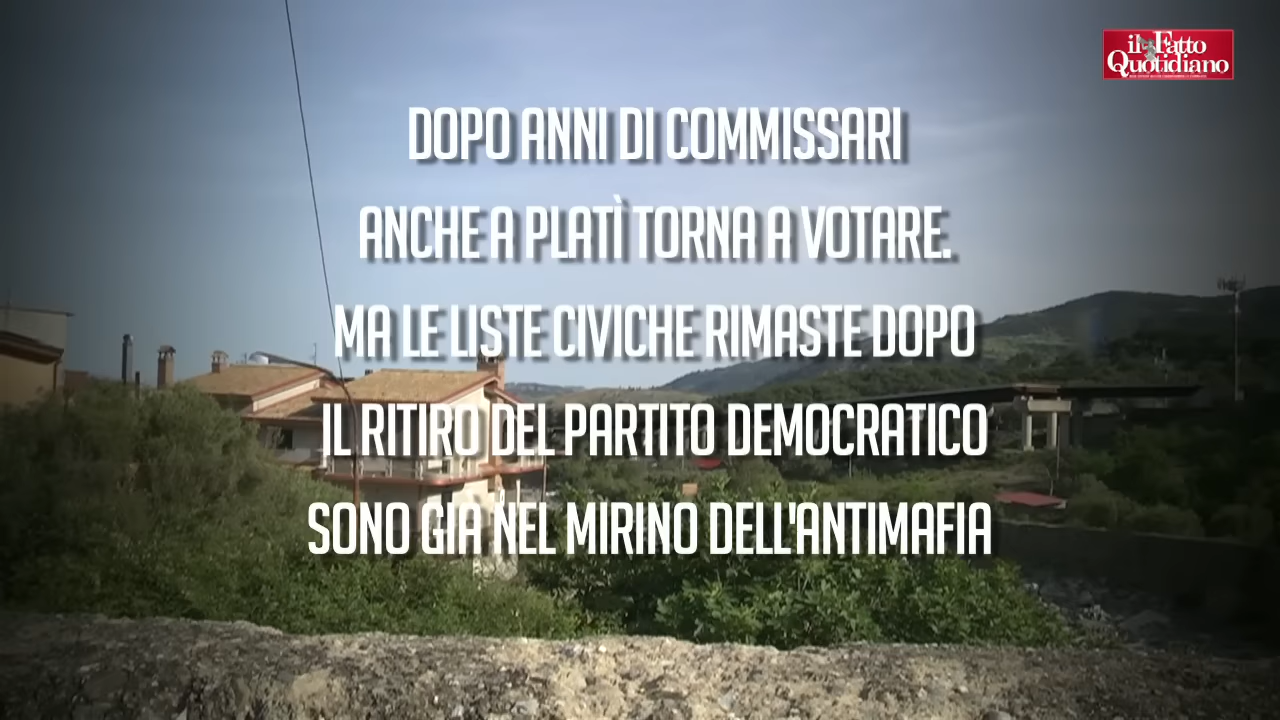 il Fatto
Quotidiano
DOPO ANNI DI COMMISSARI
ANCHE A PLATÌ TORNA A VOTARE.
MA LE LISTE CIVICHE RIMASTE DOPO
IL RITIRO DEL PARTITO DEMOCRATICO
SONO GIA' NEL MIRINO DELL'ANTIMAFIA